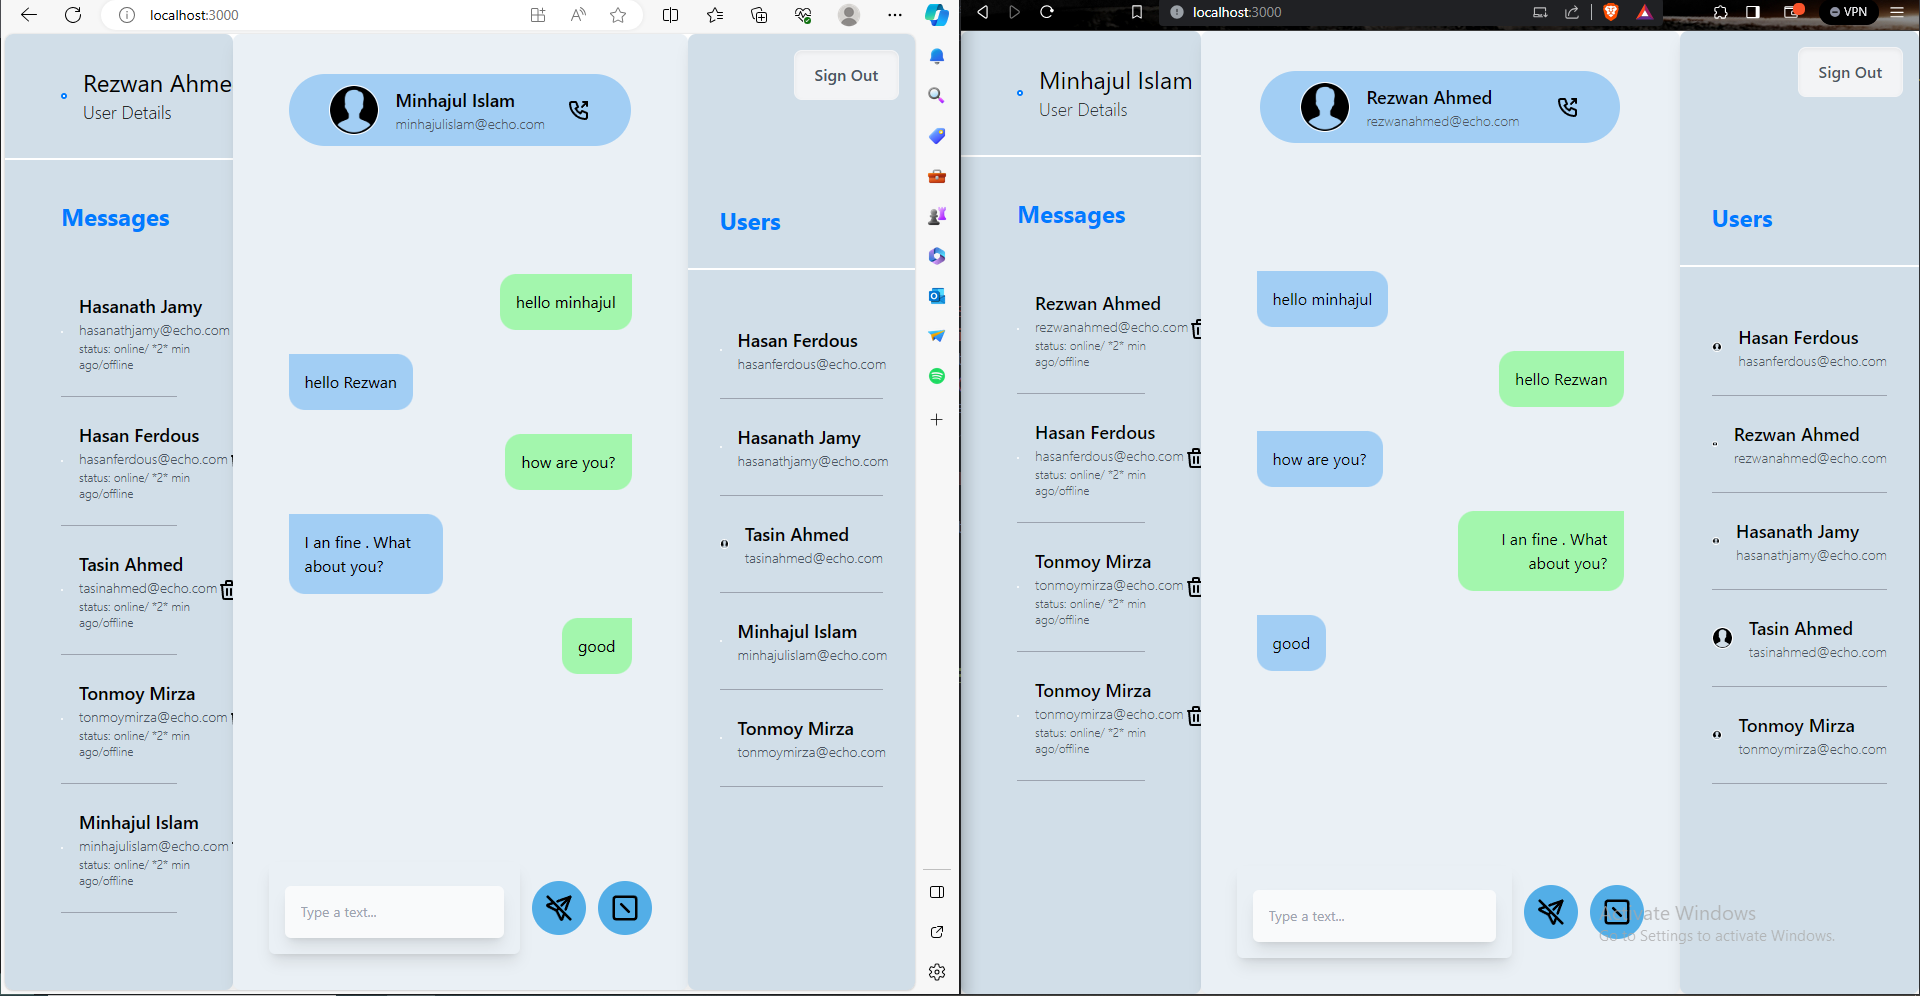 localhost:3000
Rezwan Ahme
User Details
Messages
Hasanath Jamy
hasanathjamy@echo.com
status: online/ *2* min
ago/offline
Hasan Ferdous
hasanferdous@echo.com
status: online/ *2* min
ago/offline
Tasin Ahmed
tasinahmed@echo.com
status: online/ *2* min
ago/offline
Tonmoy Mirza
tonmoymirza@echo.com
status: online/ *2* min
ago/offline
Minhajul Islam
minhajulislam@echo.com
status: online/ *2* min
ago/offline
Minhajul Islam
minhajulislam@echo.com
hello minhajul
hello Rezwan
how are you?
I an fine . What
about you?
good
Type a text...
Sign Out
Users
Hasan Ferdous
hasanferdous@echo.com
Hasanath Jamy
hasanathjamy@echo.com
Tasin Ahmed
tasinahmed@echo.com
Minhajul Islam
minhajulislam@echo.com
Tonmoy Mirza
tonmoymirza@echo.com
localhost:3000
VPN
Minhajul Islam
User Details
Messages
Rezwan Ahmed
rezwanahmed@echo.com
status: online/ *2* min
ago/offline
Hasan Ferdous
hasanferdous@echo.com
status: online/ *2* min
ago/offline
Tonmoy Mirza
tonmoymirza@echo.com
status: online/ *2* min
ago/offline
Tonmoy Mirza
tonmoymirza@echo.com
status: online/ *2* min
ago/offline
Rezwan Ahmed
rezwanahmed@echo.com
hello minhajul
hello Rezwan
how are you?
I an fine . What
about you?
good
Type a text...
Sign Out
Users
Hasan Ferdous
hasanferdous@echo.com
Rezwan Ahmed
rezwanahmed@echo.com
Hasanath Jamy
hasanathjamy@echo.com
Tasin Ahmed
tasinahmed@echo.com
Tonmoy Mirza
tonmoymirza@echo.com
Activate Windows
Go to Settings to activate Windows.